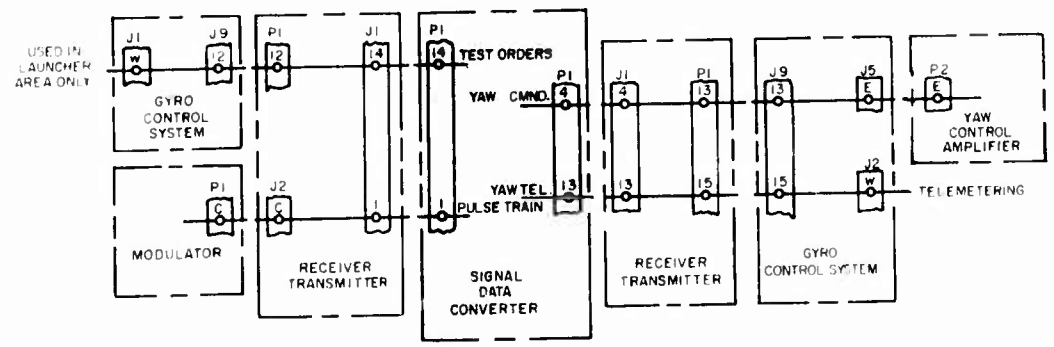 USED IN
LAUNCHER
AREA ONLY
J1
W
J9
12
GYRO
CONTROL
SYSTEM
P1
C
MODULATOR
P1
12
J1
14
J2
C
1
RECEIVER
TRANSMITTER
P1
14
TEST ORDERS
YAW CMND.
P1
4
YAW TEL.
13
PULSE TRAIN
1
SIGNAL
DATA
CONVERTER
J1
4
P1
13
13
15
RECEIVER
TRANSMITTER
J9
13
J5
E
15
J2
W
GYRO
CONTROL SYSTEM
P2
E
YAW
CONTROL
AMPLIFIER
TELEMETERING